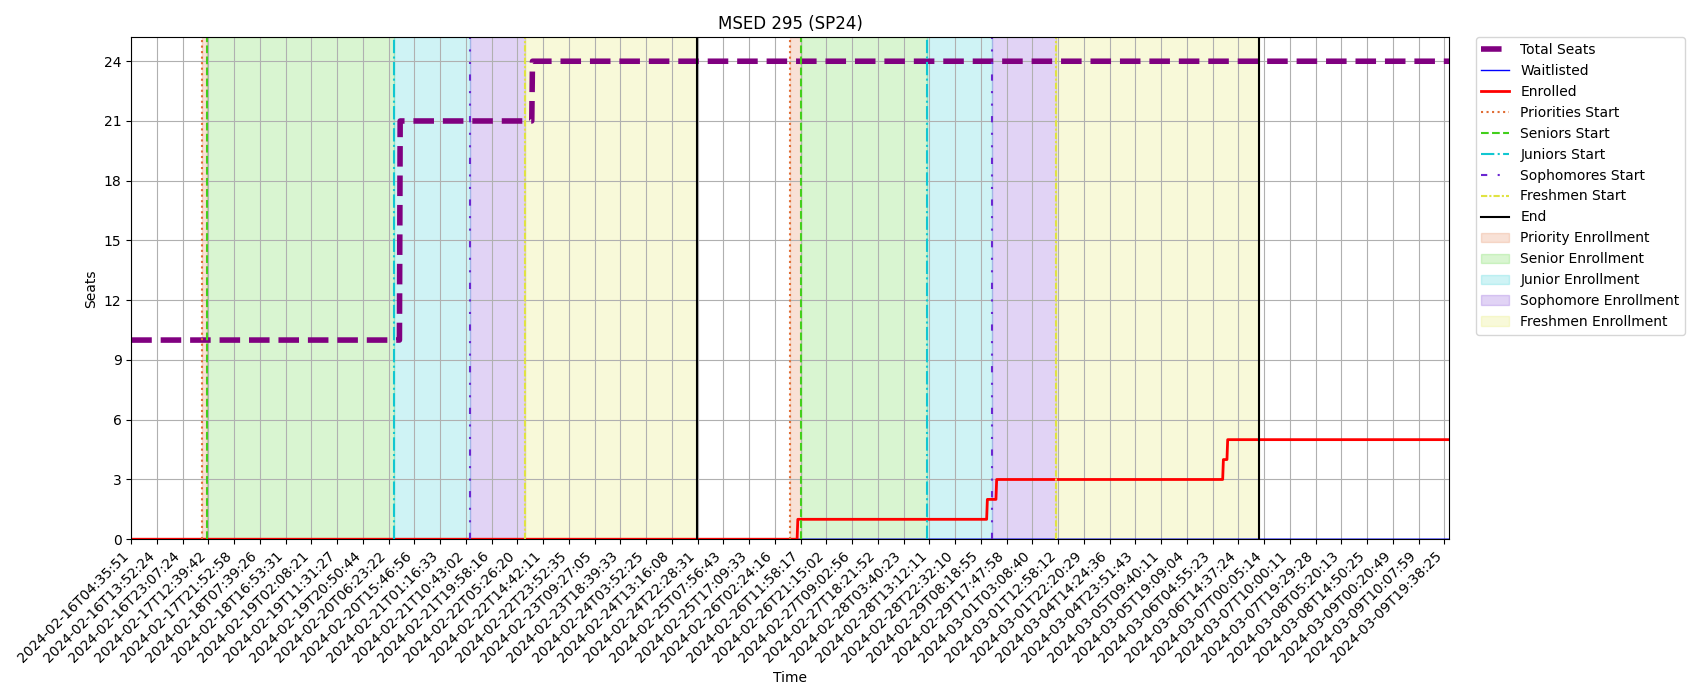 MSED 295 (SP24)
Seats
24
21
18
15
12
9
6
3
0
2024-02-16T04:35:51
2024-02-16T13:52:24
2024-02-16T23:07:24
2024-02-17T12:39:42
2024-02-17T21:52:58
2024-02-18T07:39:26
2024-02-18T16:53:31
2024-02-19T02:08:21
2024-02-19T11:31:27
2024-02-19T20:50:44
2024-02-20T06:23:22
2024-02-20T15:46:56
2024-02-21T01:16:33
2024-02-21T10:43:02
2024-02-21T19:58:16
2024-02-22T05:26:20
2024-02-22T14:42:11
2024-02-22T23:52:35
2024-02-23T09:27:05
2024-02-23T18:39:33
2024-02-24T03:52:25
2024-02-24T13:16:08
2024-02-24T22:28:31
2024-02-25T07:56:43
2024-02-25T17:09:33
2024-02-26T02:24:16
2024-02-26T11:58:17
2024-02-26T21:15:02
2024-02-27T09:02:56
2024-02-27T18:21:52
2024-02-28T03:40:23
2024-02-28T13:12:11
2024-02-28T22:32:10
2024-02-29T08:18:55
2024-02-29T17:47:58
2024-03-01T03:08:40
2024-03-01T12:58:12
2024-03-01T22:20:29
2024-03-04T14:24:36
2024-03-04T23:51:43
2024-03-05T09:40:11
2024-03-05T19:09:04
2024-03-06T04:55:23
2024-03-06T14:37:24
2024-03-07T00:05:14
2024-03-07T10:00:11
2024-03-07T19:29:28
2024-03-08T05:20:13
2024-03-08T14:50:25
2024-03-09T00:20:49
2024-03-09T10:07:59
2024-03-09T19:38:25
Time
Total Seats
Waitlisted
Enrolled
Priorities Start
Seniors Start
Juniors Start
Sophomores Start
Freshmen Start
End
Priority Enrollment
Senior Enrollment
Junior Enrollment
Sophomore Enrollment
Freshmen Enrollment